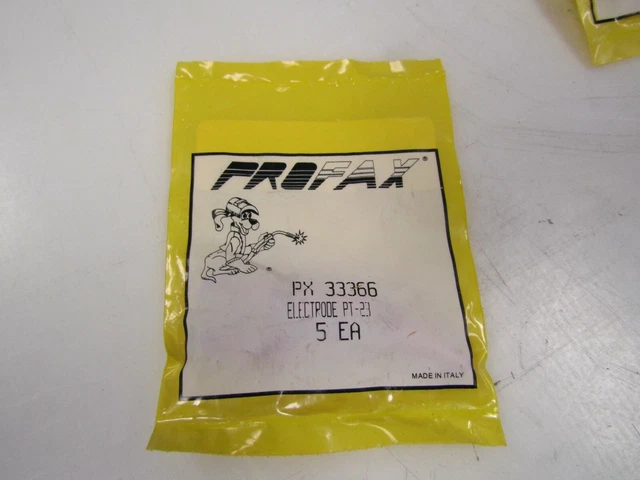 PROFAX®
PX 33366
ELECTRODE PT-23
5 EA
MADE IN ITALY